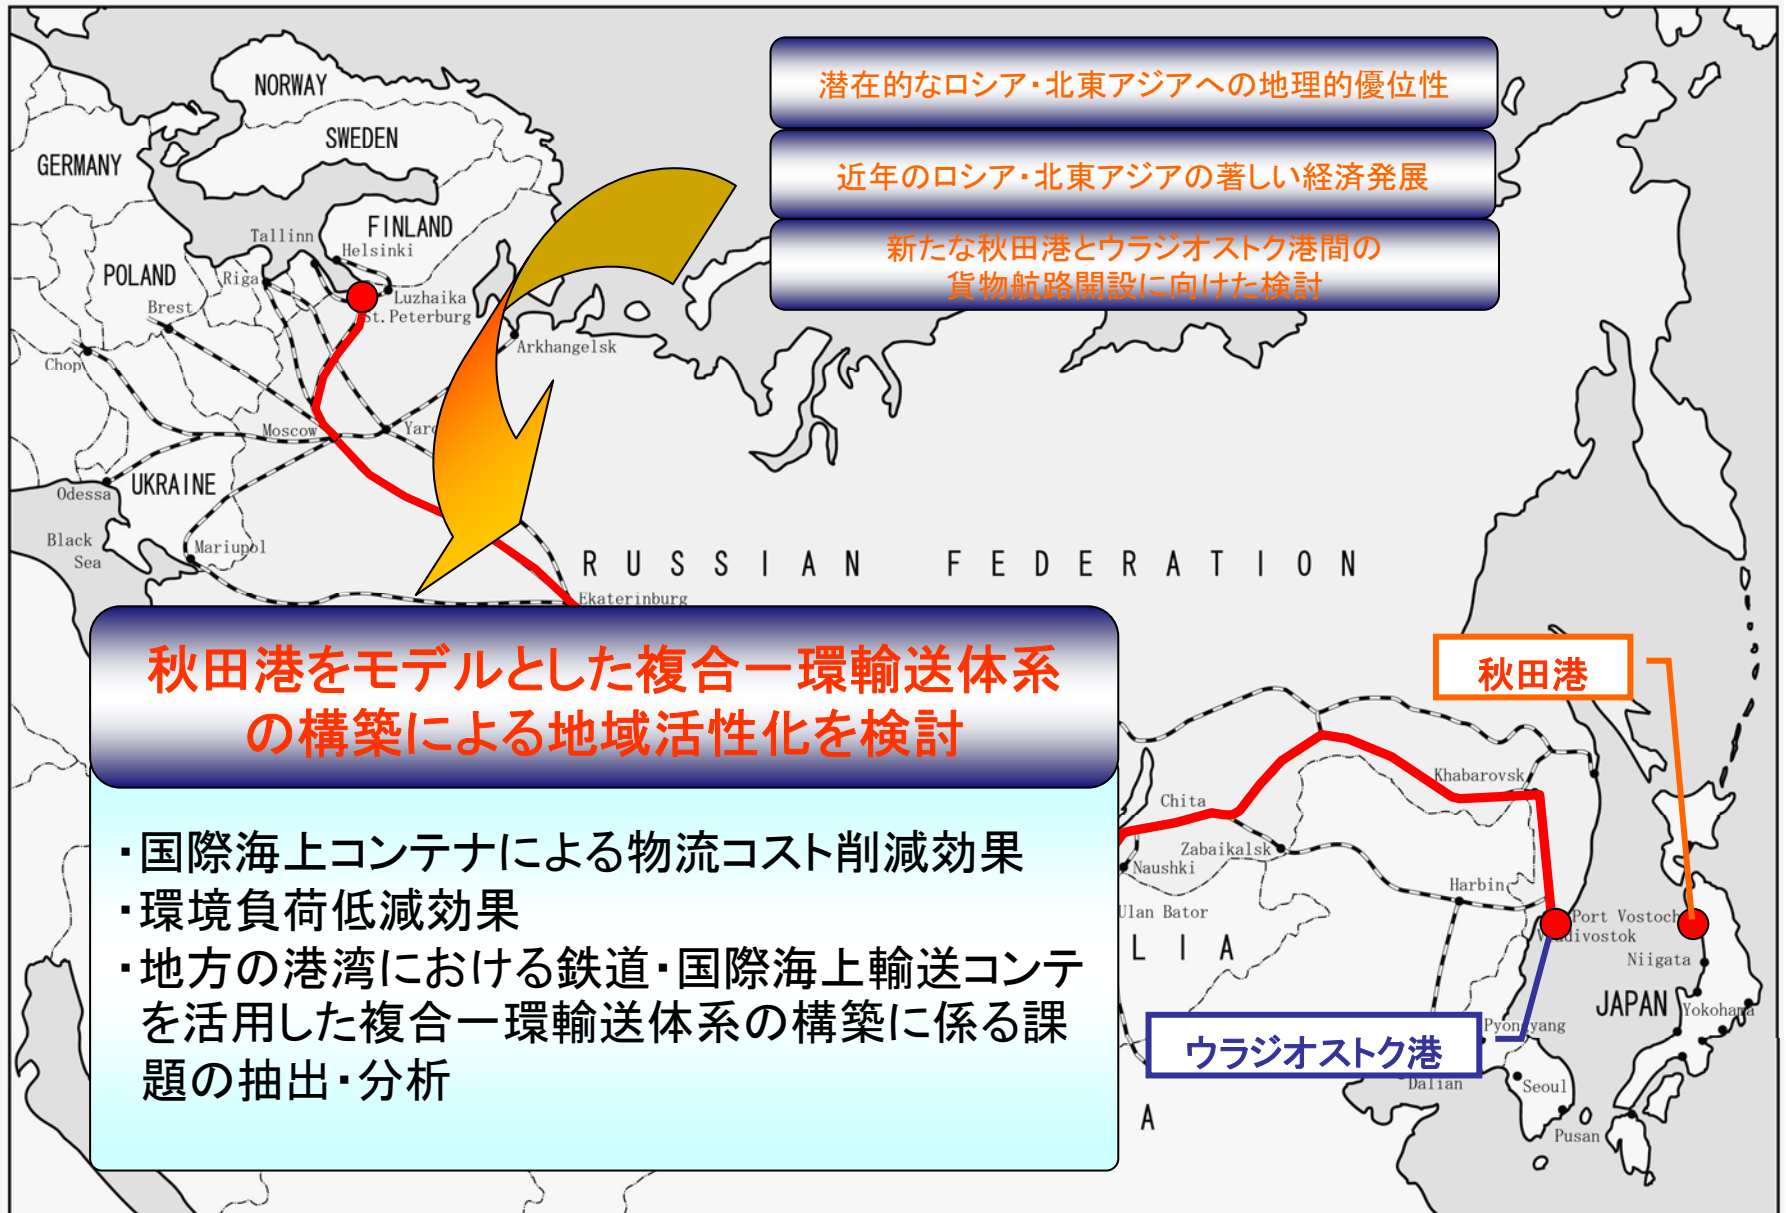 潜在的なロシア・北東アジアへの地理的優位性
近年のロシア・北東アジアの著しい経済発展
新たな秋田港とウラジオストク港間の
貨物航路開設に向けた検討
NORWAY
SWEDEN
GERMANY
FINLAND
Tallinn
Helsinki
POLAND
Riga
Luzhaika
Brest
St.Peterburg
Arkhangelsk
Chop
Moscow
Yaro
UKRAINE
Odessa
Black
Sea
Mariupol
RUSSIAN FEDERATION
Ekaterinburg
秋田港をモデルとした複合一環輸送体系
の構築による地域活性化を検討
・国際海上コンテナによる物流コスト削減効果
・環境負荷低減効果
・地方の港湾における鉄道・国際海上輸送コンテ
を活用した複合一環輸送体系の構築に係る課
題の抽出・分析
秋田港
Khabarovsk
Chita
Zabaikalsk
Naushki
Harbin
Ulan Bator
Port Vostoch
Vladivostok
LIA
Niigata
JAPAN
Yokohama
Pyongyang
ウラジオストク港
Dalian
Seoul
A
Pusan